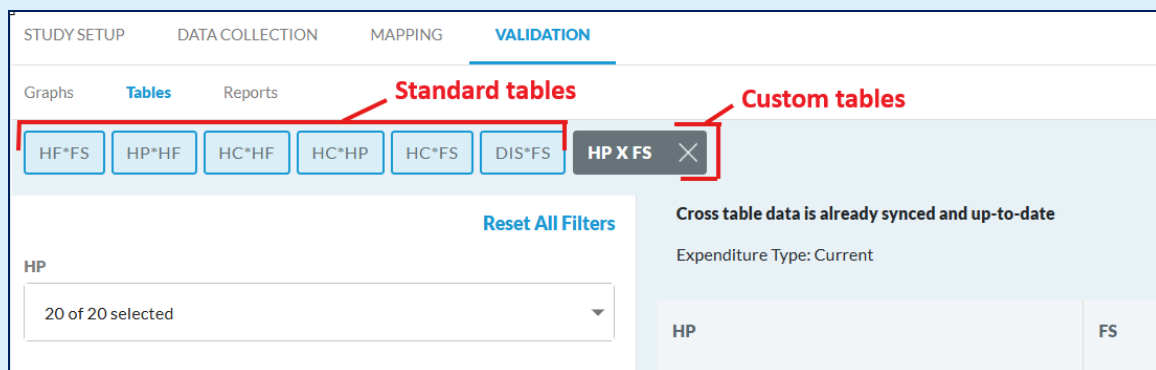 STUDY SETUP DATA COLLECTION MAPPING VALIDATION
Graphs Tables Reports Standard tables Custom tables
HF*FS HP*HF HC*HF HC*HP HC*FS DIS*FS HP X FS
Reset All Filters
Cross table data is already synced and up-to-date
Expenditure Type: Current
HP
20 of 20 selected
HP FS